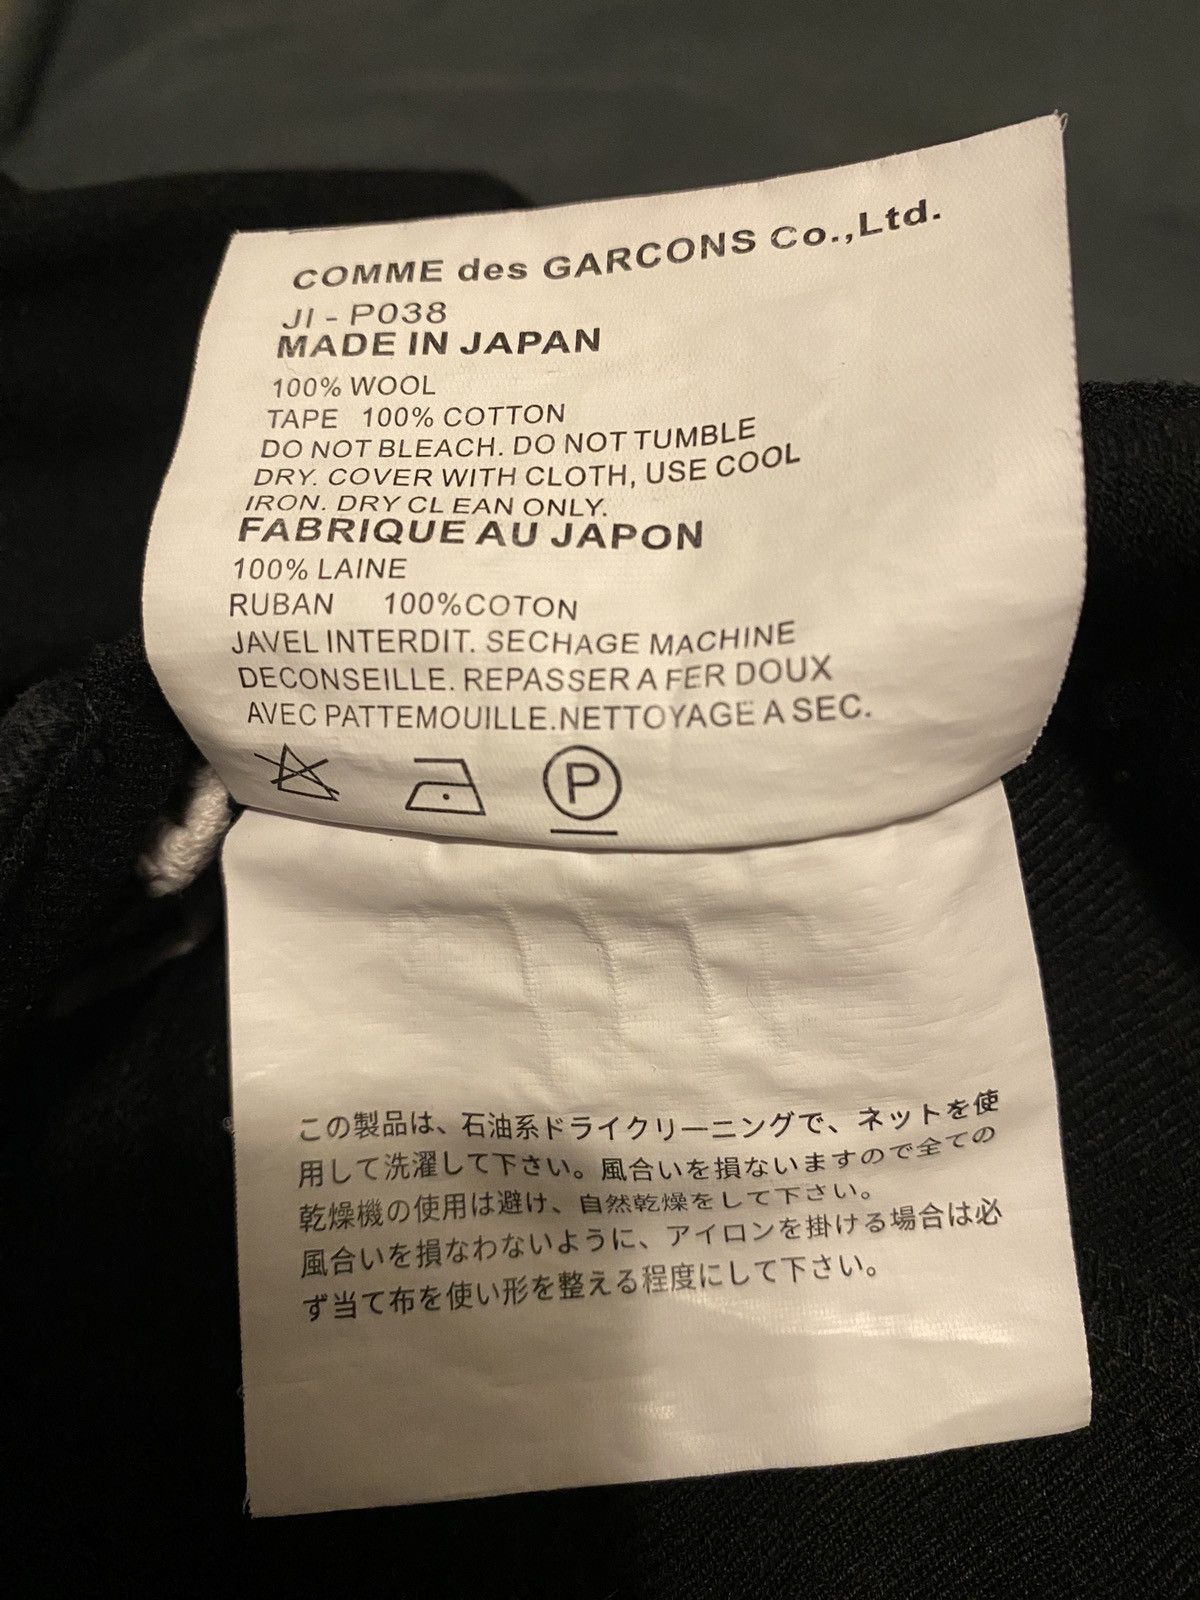 COMME des GARCONS Co.,Ltd.
JI - P038
MADE IN JAPAN
100% WOOL
TAPE 100% COTTON
DO NOT BLEACH. DO NOT TUMBLE
DRY. COVER WITH CLOTH, USE COOL
IRON. DRY CLEAN ONLY.
FABRIQUE AU JAPON
100% LAINE
RUBAN 100%COTON
JAVEL INTERDIT. SECHAGE MACHINE
DECONSEILLE. REPASSER A FER DOUX
AVEC PATTEMOUILLE.NETTOYAGE A SEC.
P
この製品は、石油系ドライクリーニングで、ネットを使
用して洗濯して下さい。風合いを損ないますので全ての
乾燥機の使用は避け、自然乾燥をして下さい。
風合いを損なわないように、アイロンを掛ける場合は必
ず当て布を使い形を整える程度にして下さい。